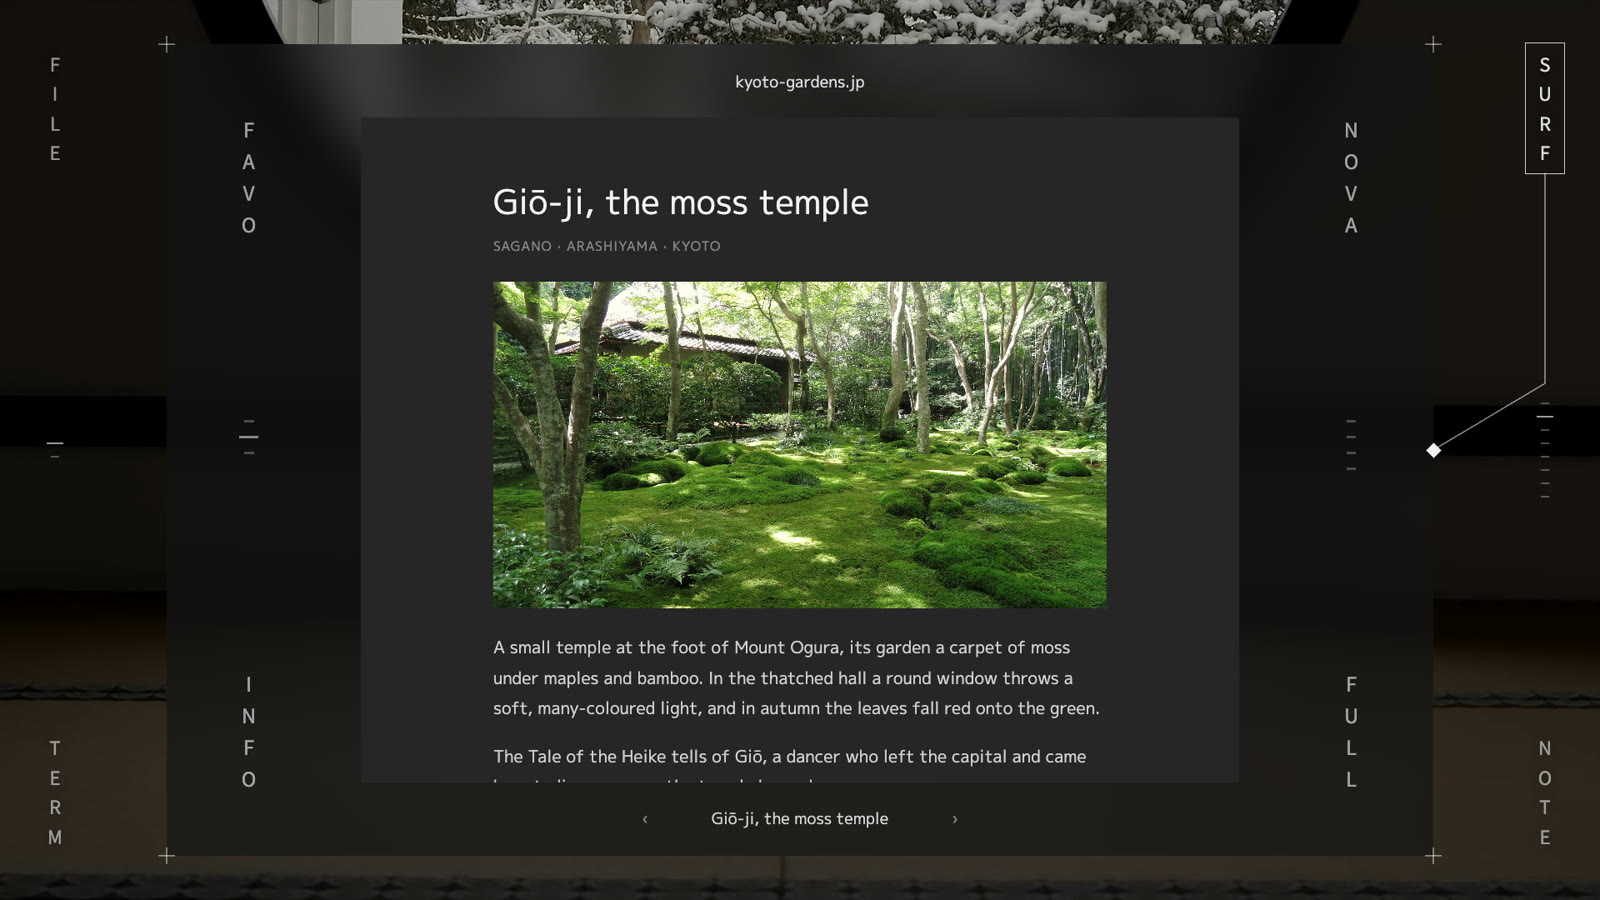 FILE
TERM
FAVO
INFO
kyoto-gardens.jp
Giō-ji, the moss temple
SAGANO · ARASHIYAMA · KYOTO
A small temple at the foot of Mount Ogura, its garden a carpet of moss
under maples and bamboo. In the thatched hall a round window throws a
soft, many-coloured light, and in autumn the leaves fall red onto the green.
The Tale of the Heike tells of Giō, a dancer who left the capital and came
‹ Giō-ji, the moss temple ›
NOVA
FULL
SURF
NOTE